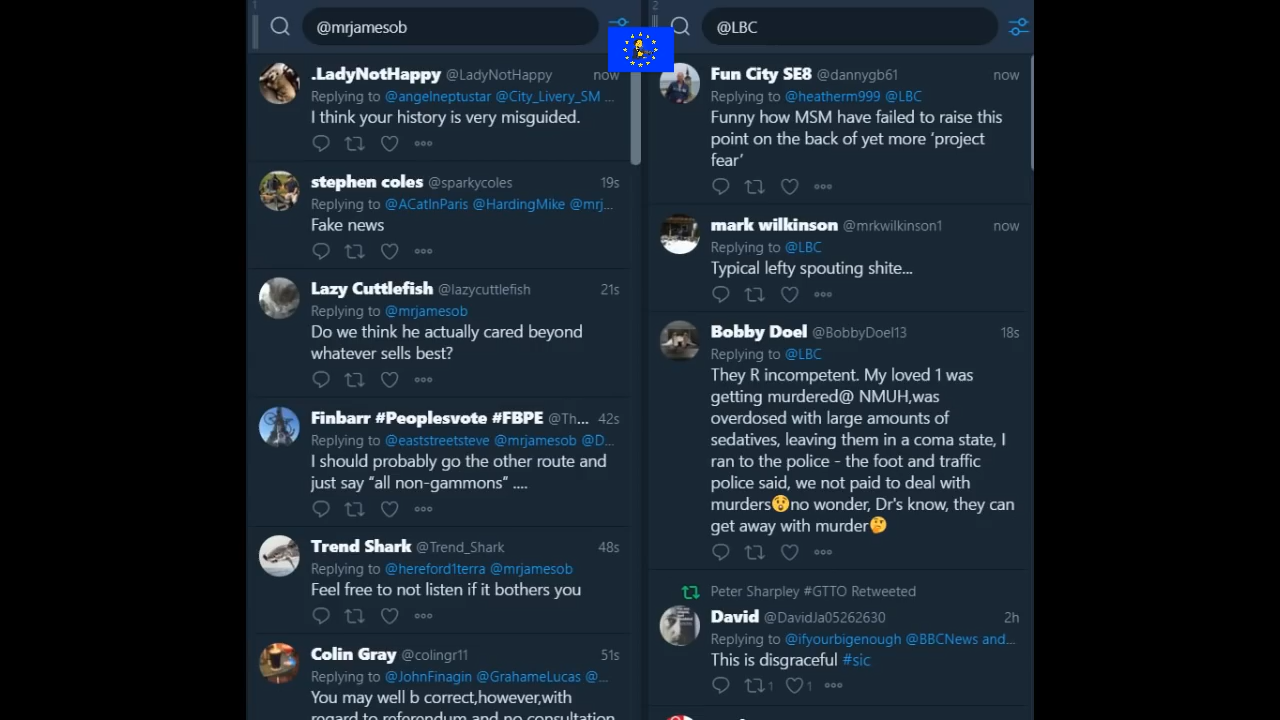 1
@mrjamesob
.LadyNotHappy @LadyNotHappy now
Replying to @angelneptustar @City_Livery_SM ...
I think your history is very misguided.
stephen coles @sparkycoles 19s
Replying to @ACatInParis @HardingMike @mrj...
Fake news
Lazy Cuttlefish @lazycuttlefish 21s
Replying to @mrjamesob
Do we think he actually cared beyond
whatever sells best?
Finbarr #Peoplesvote #FBPE @Th... 42s
Replying to @eaststreetsteve @mrjamesob @D...
I should probably go the other route and
just say “all non-gammons” ....
Trend Shark @Trend_Shark 48s
Replying to @hereford1terra @mrjamesob
Feel free to not listen if it bothers you
Colin Gray @colingr11 51s
Replying to @JohnFinagin @GrahameLucas @...
You may well b correct,however,with
regard to referendum and no consultation
2
@LBC
Fun City SE8 @dannygb61 now
Replying to @heatherm999 @LBC
Funny how MSM have failed to raise this
point on the back of yet more ‘project
fear’
mark wilkinson @mrkwilkinson1 now
Replying to @LBC
Typical lefty spouting shite...
Bobby Doel @BobbyDoel13 18s
Replying to @LBC
They R incompetent. My loved 1 was
getting murdered@ NMUH,was
overdosed with large amounts of
sedatives, leaving them in a coma state, I
ran to the police - the foot and traffic
police said, we not paid to deal with
murders😲no wonder, Dr's know, they can
get away with murder🤔
Peter Sharpley #GTTO Retweeted
David @DavidJa05262630 2h
Replying to @ifyourbigenough @BBCNews and...
This is disgraceful #sic
1 1